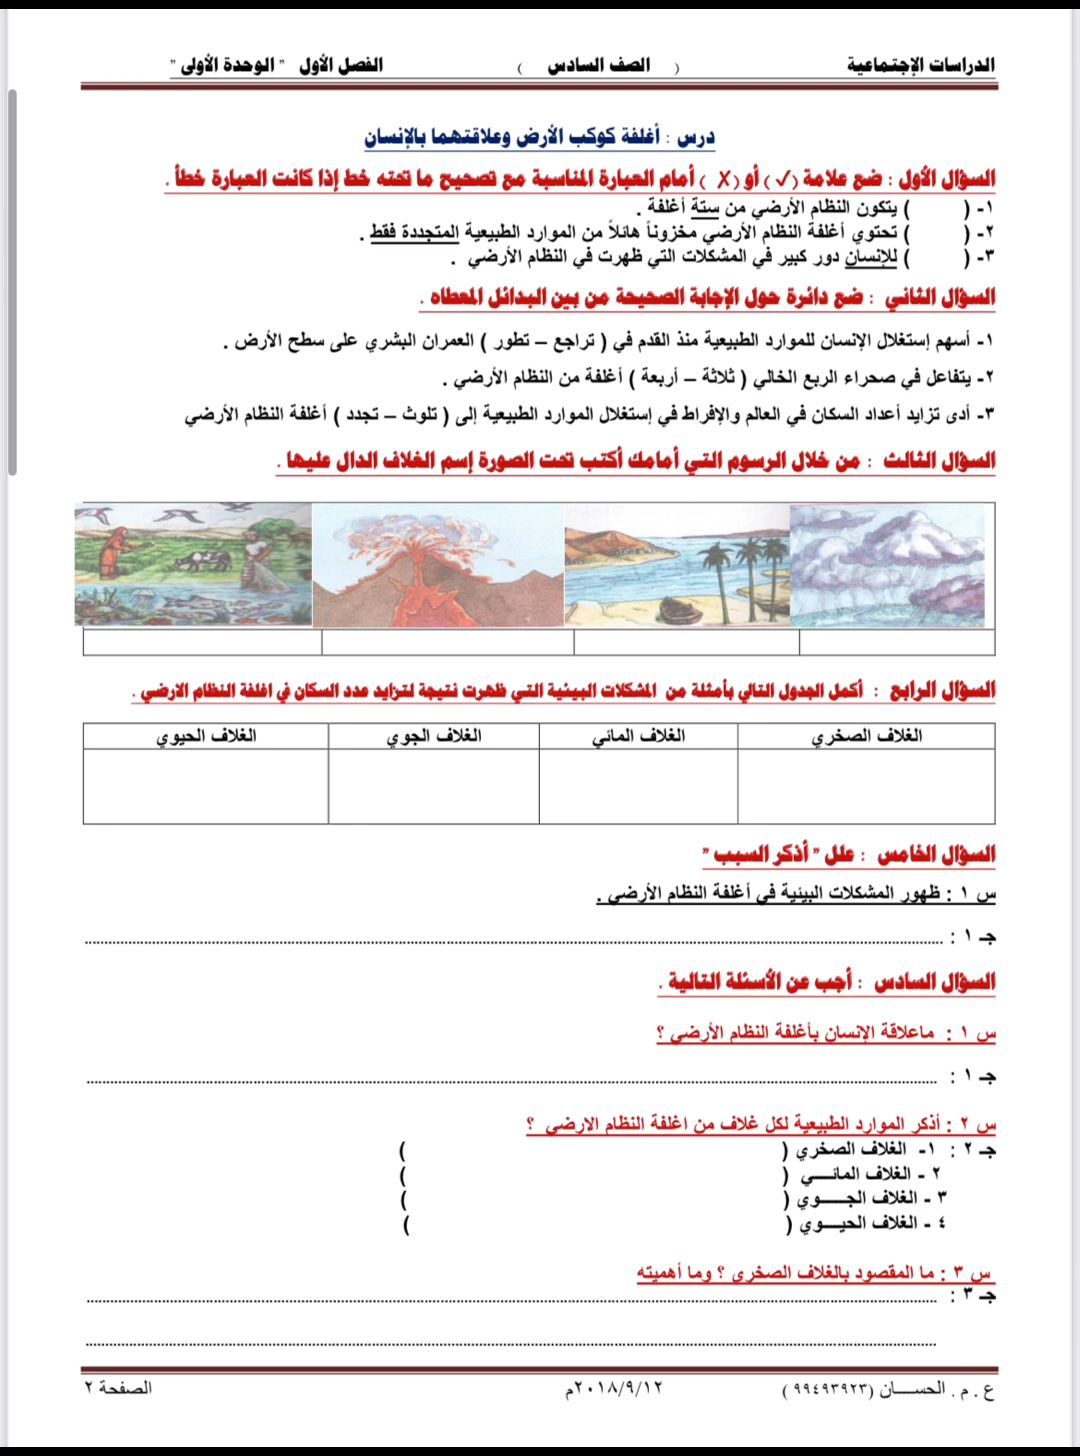 الدراسات الإجتماعية ( الصف السادس ) الفصل الأول " الوحدة الأولى "
درس : أغلفة كوكب الأرض وعلاقتهما بالإنسان
السؤال الأول : ضع علامة (✓) أو ( X ) أمام العبارة المناسبة مع تصحيح ما تحته خط إذا كانت العبارة خطأ .
١- ( ) يتكون النظام الأرضي من ستة أغلفة .
٢- ( ) تحتوي أغلفة النظام الأرضي مخزوناً هائلاً من الموارد الطبيعية المتجددة فقط .
٣- ( ) للإنسان دور كبير في المشكلات التي ظهرت في النظام الأرضي .
السؤال الثاني : ضع دائرة حول الإجابة الصحيحة من بين البدائل المعطاه .
١- أسهم إستغلال الإنسان للموارد الطبيعية منذ القدم في ( تراجع – تطور ) العمران البشري على سطح الأرض .
٢- يتفاعل في صحراء الربع الخالي ( ثلاثة – أربعة ) أغلفة من النظام الأرضي .
٣- أدى تزايد أعداد السكان في العالم والإفراط في إستغلال الموارد الطبيعية إلى ( تلوث – تجدد ) أغلفة النظام الأرضي
السؤال الثالث : من خلال الرسوم التي أمامك أكتب تحت الصورة إسم الغلاف الدال عليها .
السؤال الرابع : أكمل الجدول التالي بأمثلة من المشكلات البيئية التي ظهرت نتيجة لتزايد عدد السكان في اغلفة النظام الارضي .
الغلاف الصخري الغلاف المائي الغلاف الجوي الغلاف الحيوي
السؤال الخامس : علل " أذكر السبب "
س ١ : ظهور المشكلات البيئية في أغلفة النظام الأرضي .
جـ ١ : ........................................
السؤال السادس : أجب عن الأسئلة التالية .
س ١ : ماعلاقة الإنسان بأغلفة النظام الأرضي ؟
جـ ١ : ........................................
س ٢ : أذكر الموارد الطبيعية لكل غلاف من اغلفة النظام الارضي ؟
جـ ٢ : ١- الغلاف الصخري ( )
٢ - الغلاف المائـــي ( )
٣ - الغلاف الجـــوي ( )
٤ - الغلاف الحيـــوي ( )
س ٣ : ما المقصود بالغلاف الصخري ؟ وما أهميته
جـ ٣ : ........................................
........................................
ع . م . الحســـان (٩٩٤٩٣٩٢٣ ) ٢٠١٨/٩/١٢م الصفحة ٢